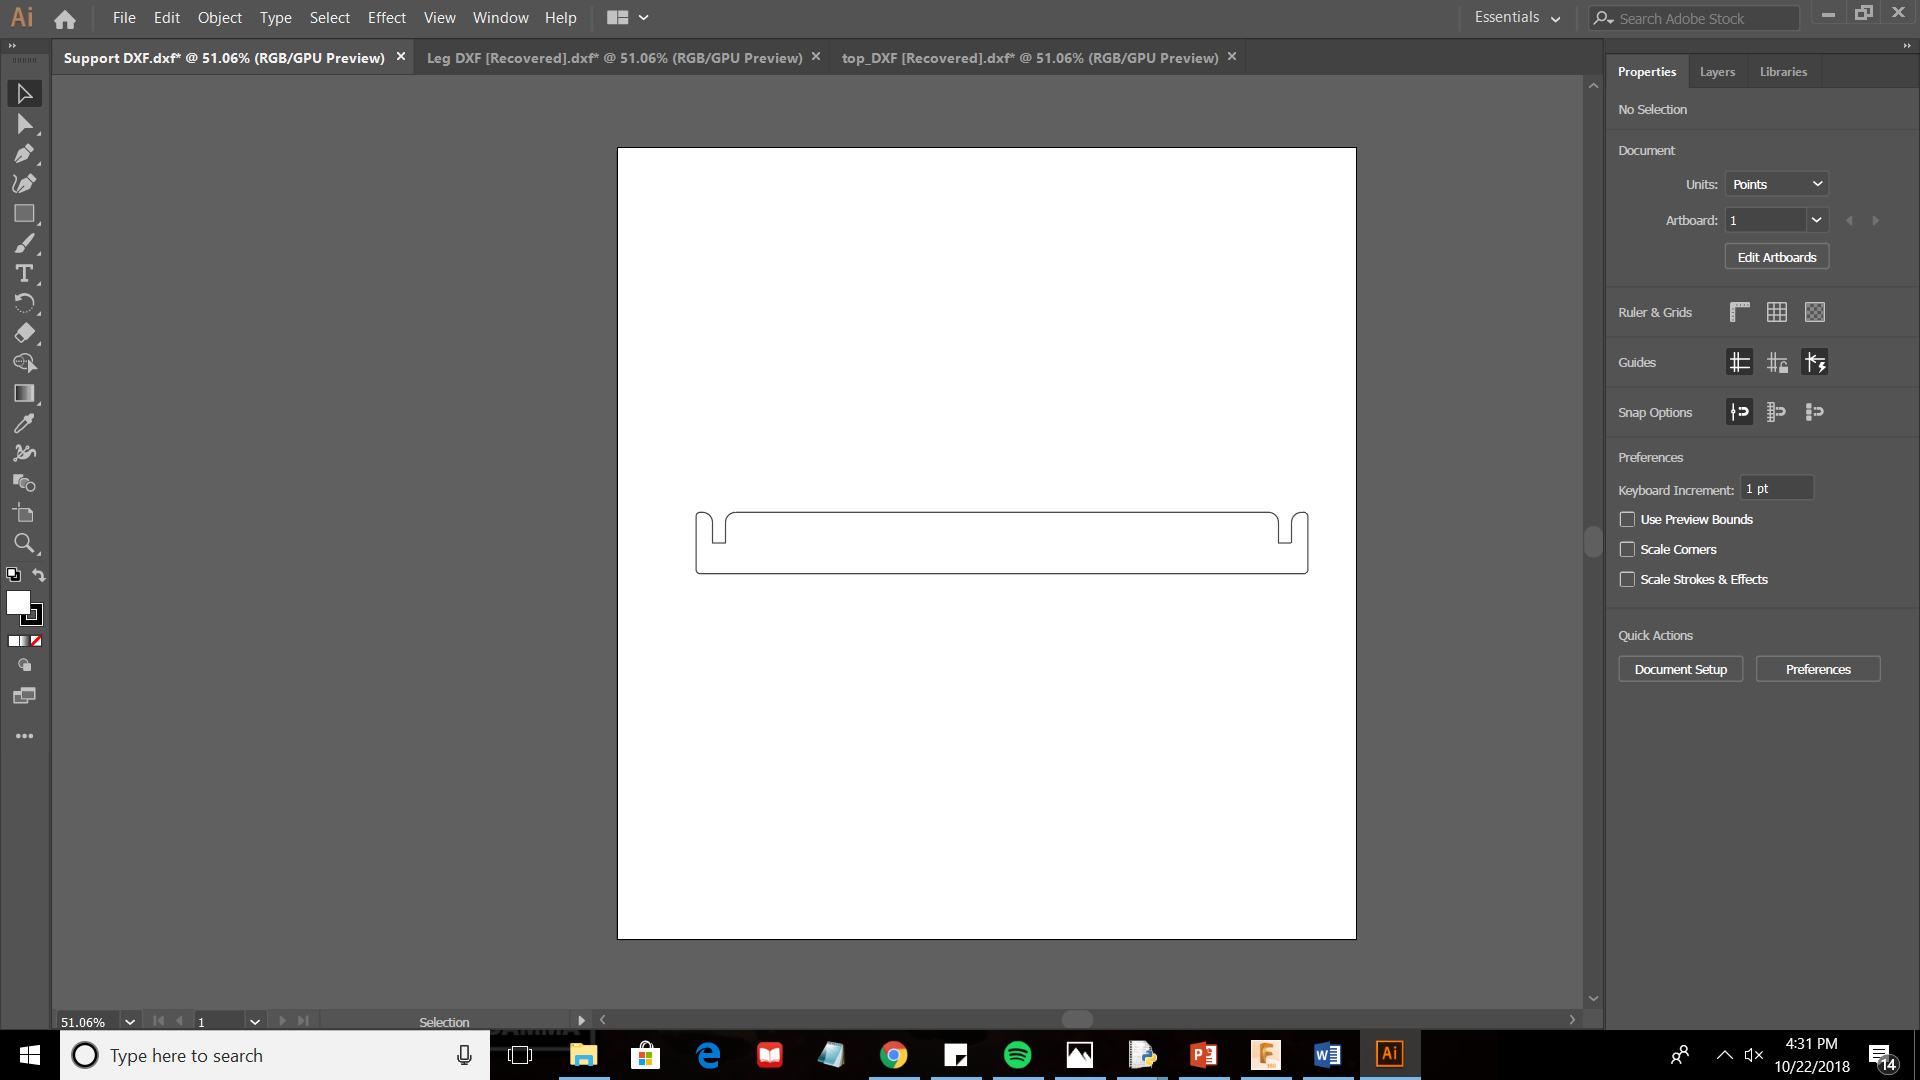 Ai File Edit Object Type Select Effect View Window Help Essentials Search Adobe Stock
Support DXF.dxf* @ 51.06% (RGB/GPU Preview) Leg DXF [Recovered].dxf* @ 51.06% (RGB/GPU Preview) top_DXF [Recovered].dxf* @ 51.06% (RGB/GPU Preview)
Properties Layers Libraries
No Selection
Document
Units: Points
Artboard: 1
Edit Artboards
Ruler & Grids
Guides
Snap Options
Preferences
Keyboard Increment: 1 pt
Use Preview Bounds
Scale Corners
Scale Strokes & Effects
Quick Actions
Document Setup Preferences
51.06% 1 Selection
Type here to search
4:31 PM
10/22/2018
14
Ai